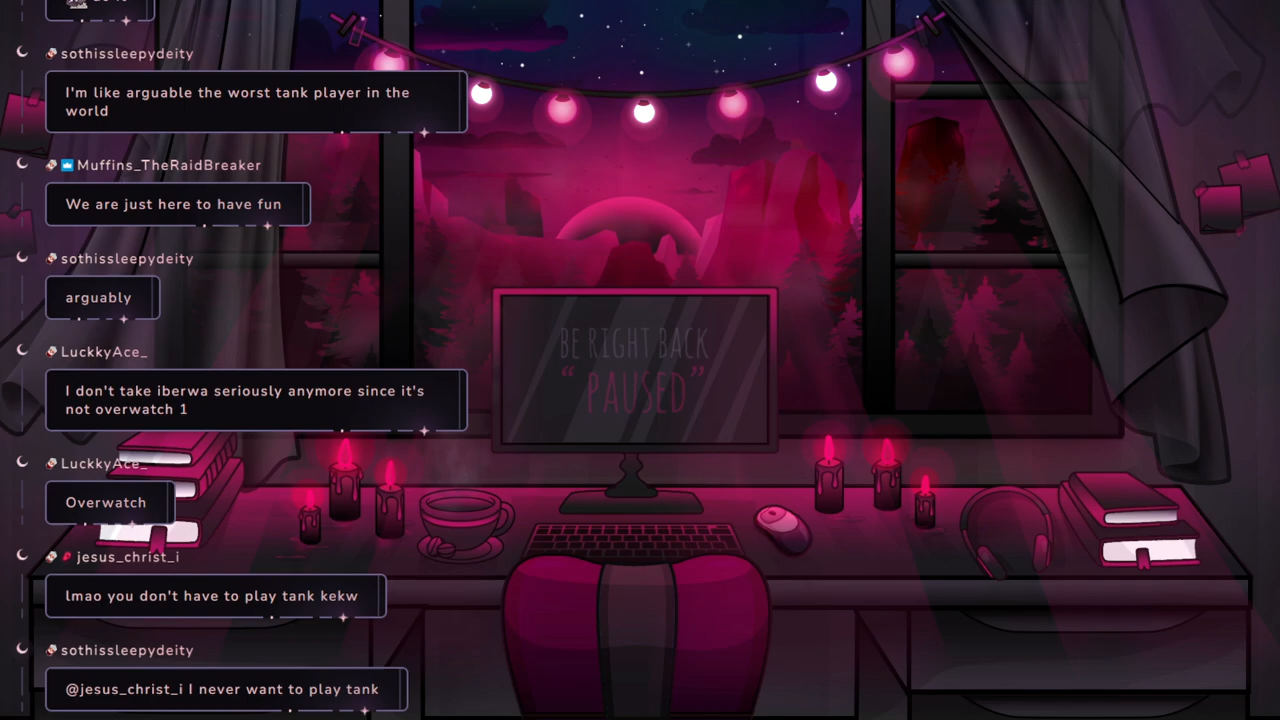 sothissleepydeity
I'm like arguable the worst tank player in the
world
Muffins_TheRaidBreaker
We are just here to have fun
sothissleepydeity
arguably
LuckkyAce_
I don't take iberwa seriously anymore since it's
not overwatch 1
LuckkyAce_
Overwatch
jesus_christ_i
lmao you don't have to play tank kekw
sothissleepydeity
@jesus_christ_i I never want to play tank
BE RIGHT BACK
“ PAUSED”